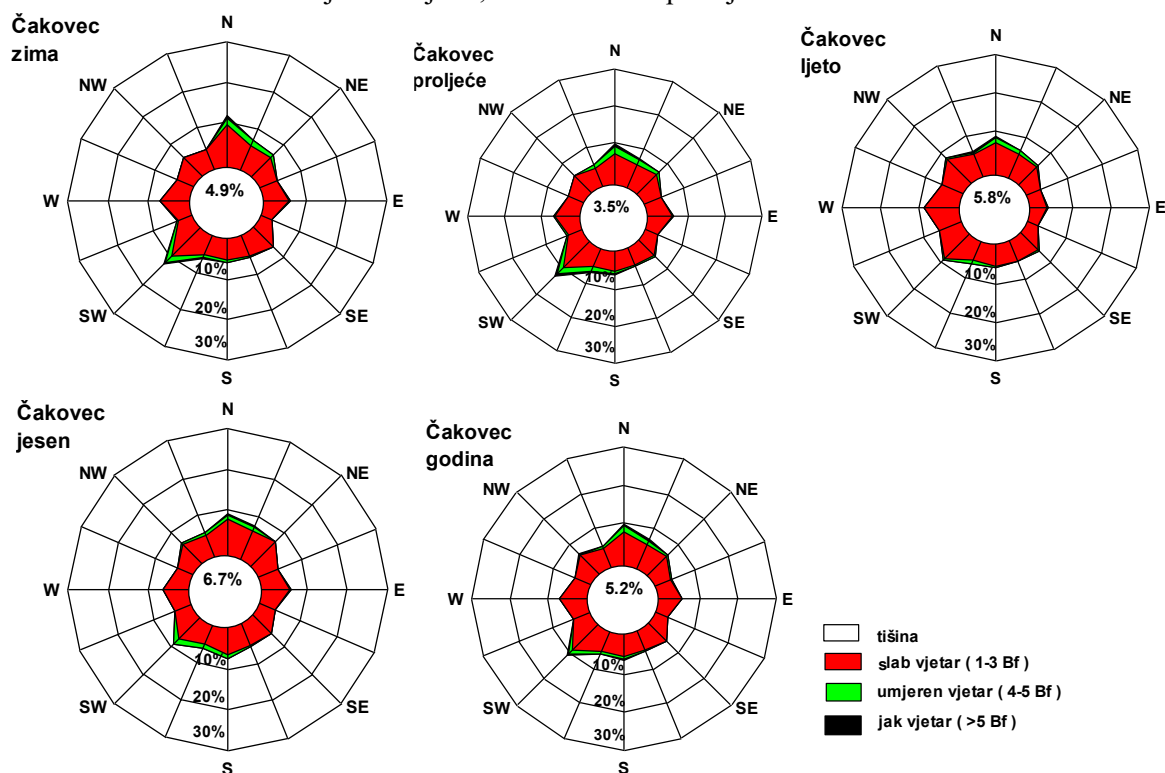 Čakovec
zima
N
NE
E
SE
S
SW
W
NW
4.9%
10%
20%
30%
Čakovec
proljeće
N
NE
E
SE
S
SW
W
NW
3.5%
10%
20%
30%
Čakovec
ljeto
N
NE
E
SE
S
SW
W
NW
5.8%
10%
20%
30%
Čakovec
jesen
N
NE
E
SE
S
SW
W
NW
6.7%
10%
20%
30%
Čakovec
godina
N
NE
E
SE
S
SW
W
NW
5.2%
10%
20%
30%
tišina
slab vjetar ( 1-3 Bf )
umjeren vjetar ( 4-5 Bf )
jak vjetar ( >5 Bf )